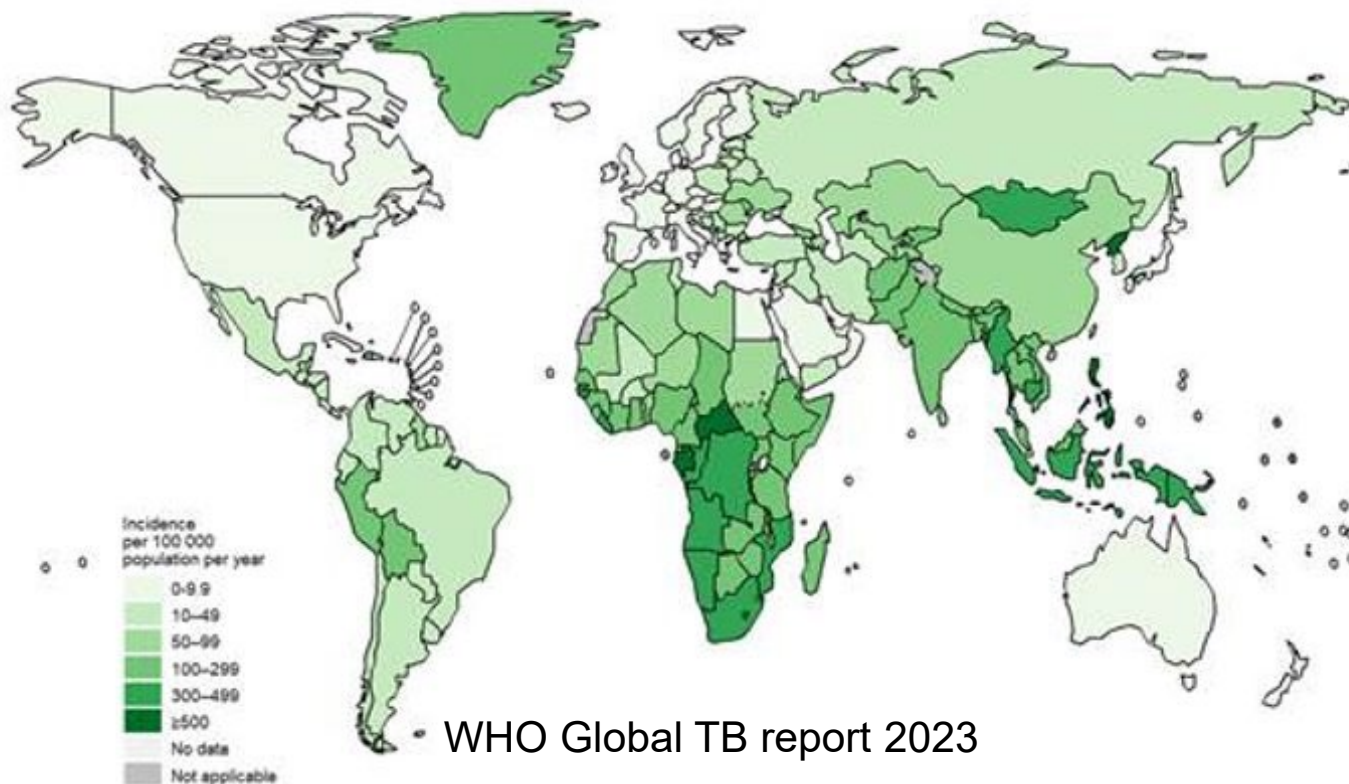 Incidence
per 100 000
population per year
0-9.9
10–49
50–99
100–299
300–499
≥500
No data
Not applicable
WHO Global TB report 2023